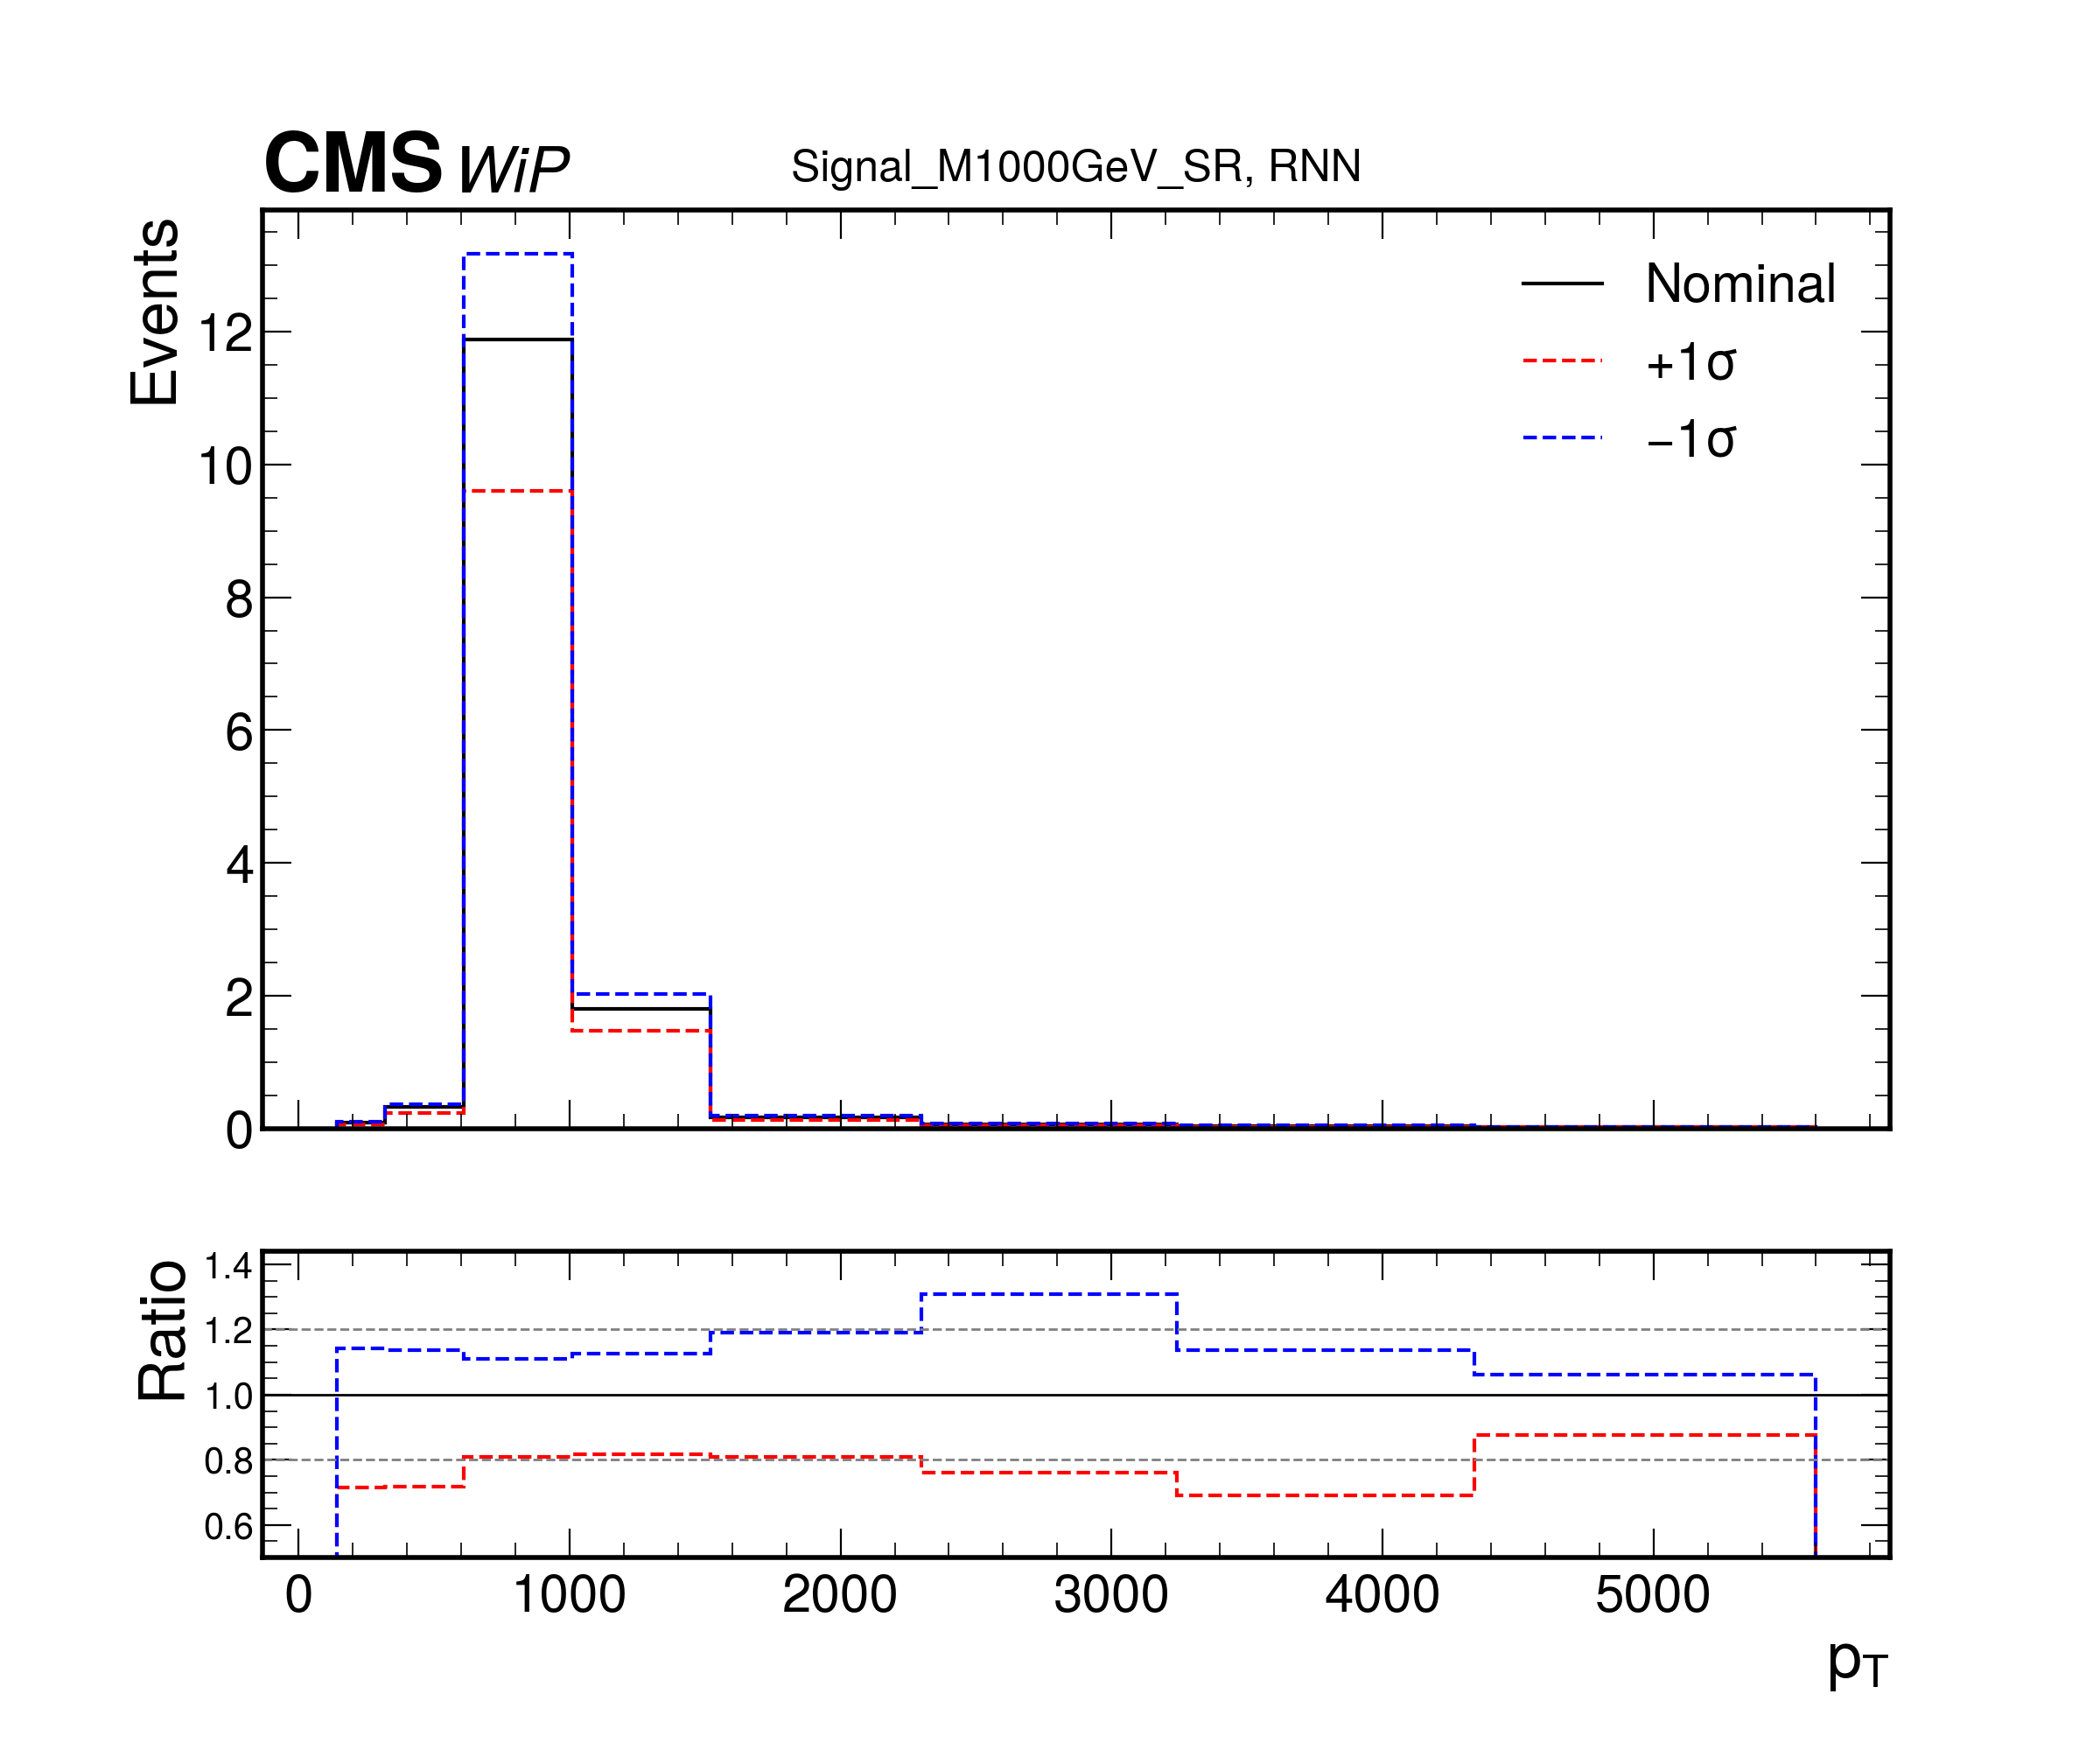 CMS WiP
Signal_M1000GeV_SR, RNN
Events
12
10
8
6
4
2
0
Nominal
+1σ
−1σ
Ratio
1.4
1.2
1.0
0.8
0.6
0 1000 2000 3000 4000 5000
pT